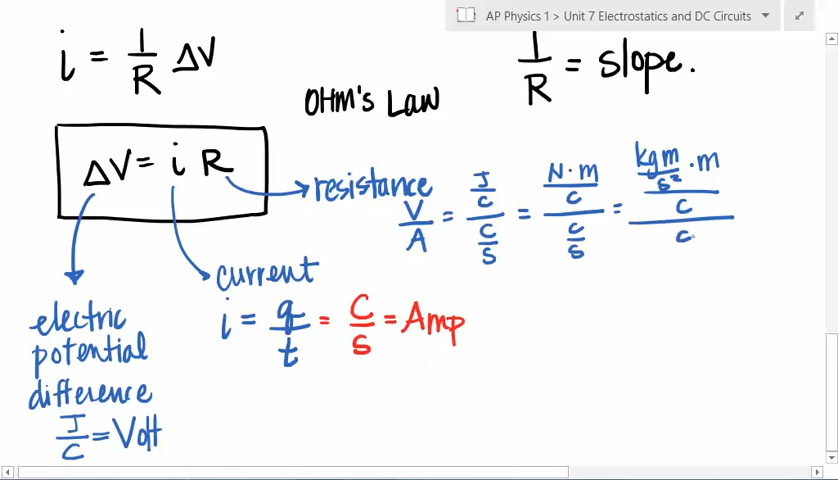 AP Physics 1 > Unit 7 Electrostatics and DC Circuits
i = 1/R ΔV
1/R = slope.
OHM's Law
ΔV = i R
resistance
V/A = (J/C)/(C/s) = (N·m/C)/(C/s) = ((kg m/s²)·m/C)/C
current
i = q/t = C/s = Amp
electric
potential
difference
J/C = Volt